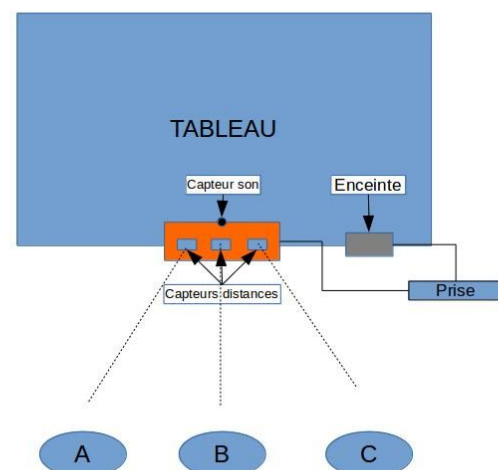 TABLEAU
Capteur son
Enceinte
Capteurs distances
Prise
A
B
C